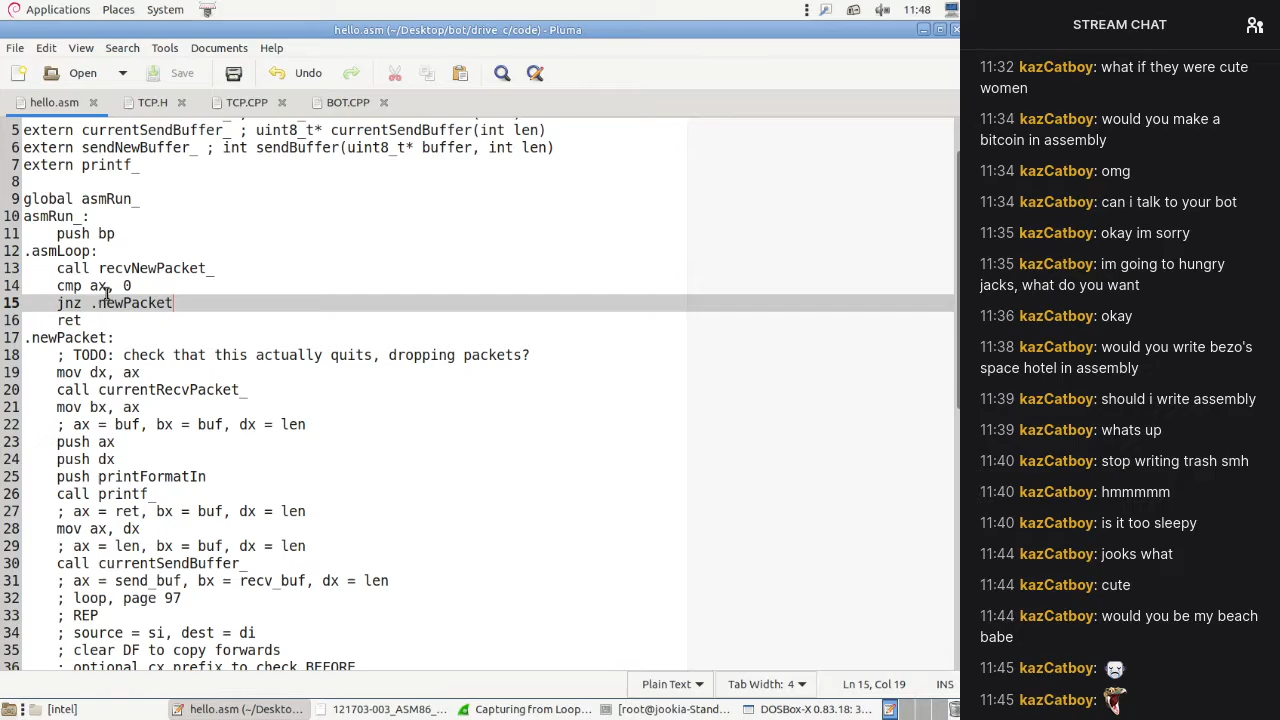 Applications Places System 11:48
hello.asm (~/Desktop/bot/drive_c/code) - Pluma
File Edit View Search Tools Documents Help
Open Save Undo
hello.asm TCP.H TCP.CPP BOT.CPP
5 extern currentSendBuffer_ ; uint8_t* currentSendBuffer(int len)
6 extern sendNewBuffer_ ; int sendBuffer(uint8_t* buffer, int len)
7 extern printf_
8
9 global asmRun_
10 asmRun_:
11 push bp
12 .asmLoop:
13 call recvNewPacket_
14 cmp ax, 0
15 jnz .newPacket
16 ret
17 .newPacket:
18 ; TODO: check that this actually quits, dropping packets?
19 mov dx, ax
20 call currentRecvPacket_
21 mov bx, ax
22 ; ax = buf, bx = buf, dx = len
23 push ax
24 push dx
25 push printFormatIn
26 call printf_
27 ; ax = ret, bx = buf, dx = len
28 mov ax, dx
29 ; ax = len, bx = buf, dx = len
30 call currentSendBuffer_
31 ; ax = send_buf, bx = recv_buf, dx = len
32 ; loop, page 97
33 ; REP
34 ; source = si, dest = di
35 ; clear DF to copy forwards
36 ; optional cx prefix to check BEFORE
Plain Text Tab Width: 4 Ln 15, Col 19 INS
[intel] hello.asm (~/Deskto... 121703-003_ASM86_... Capturing from Loop... [root@jookia-Stand... DOSBox-X 0.83.18: 3...
STREAM CHAT
11:32 kazCatboy: what if they were cute
women
11:34 kazCatboy: would you make a
bitcoin in assembly
11:34 kazCatboy: omg
11:34 kazCatboy: can i talk to your bot
11:35 kazCatboy: okay im sorry
11:35 kazCatboy: im going to hungry
jacks, what do you want
11:36 kazCatboy: okay
11:38 kazCatboy: would you write bezo's
space hotel in assembly
11:39 kazCatboy: should i write assembly
11:39 kazCatboy: whats up
11:40 kazCatboy: stop writing trash smh
11:40 kazCatboy: hmmmmm
11:40 kazCatboy: is it too sleepy
11:44 kazCatboy: jooks what
11:44 kazCatboy: cute
11:44 kazCatboy: would you be my beach
babe
11:45 kazCatboy:
11:45 kazCatboy: